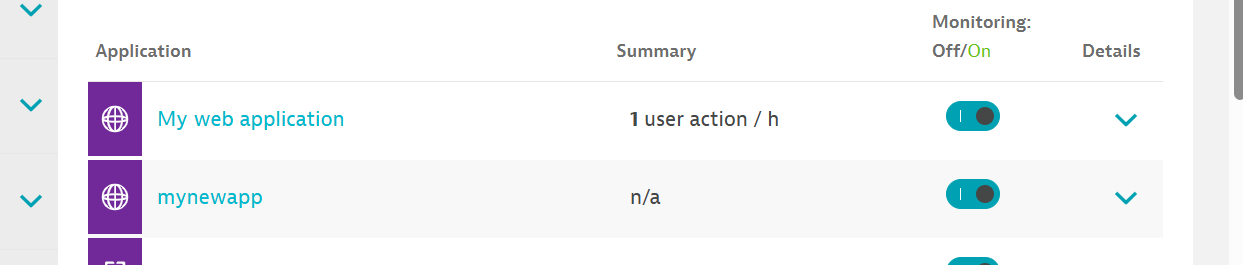 Monitoring:
Application Summary Off/On Details
My web application 1 user action / h
mynewapp n/a